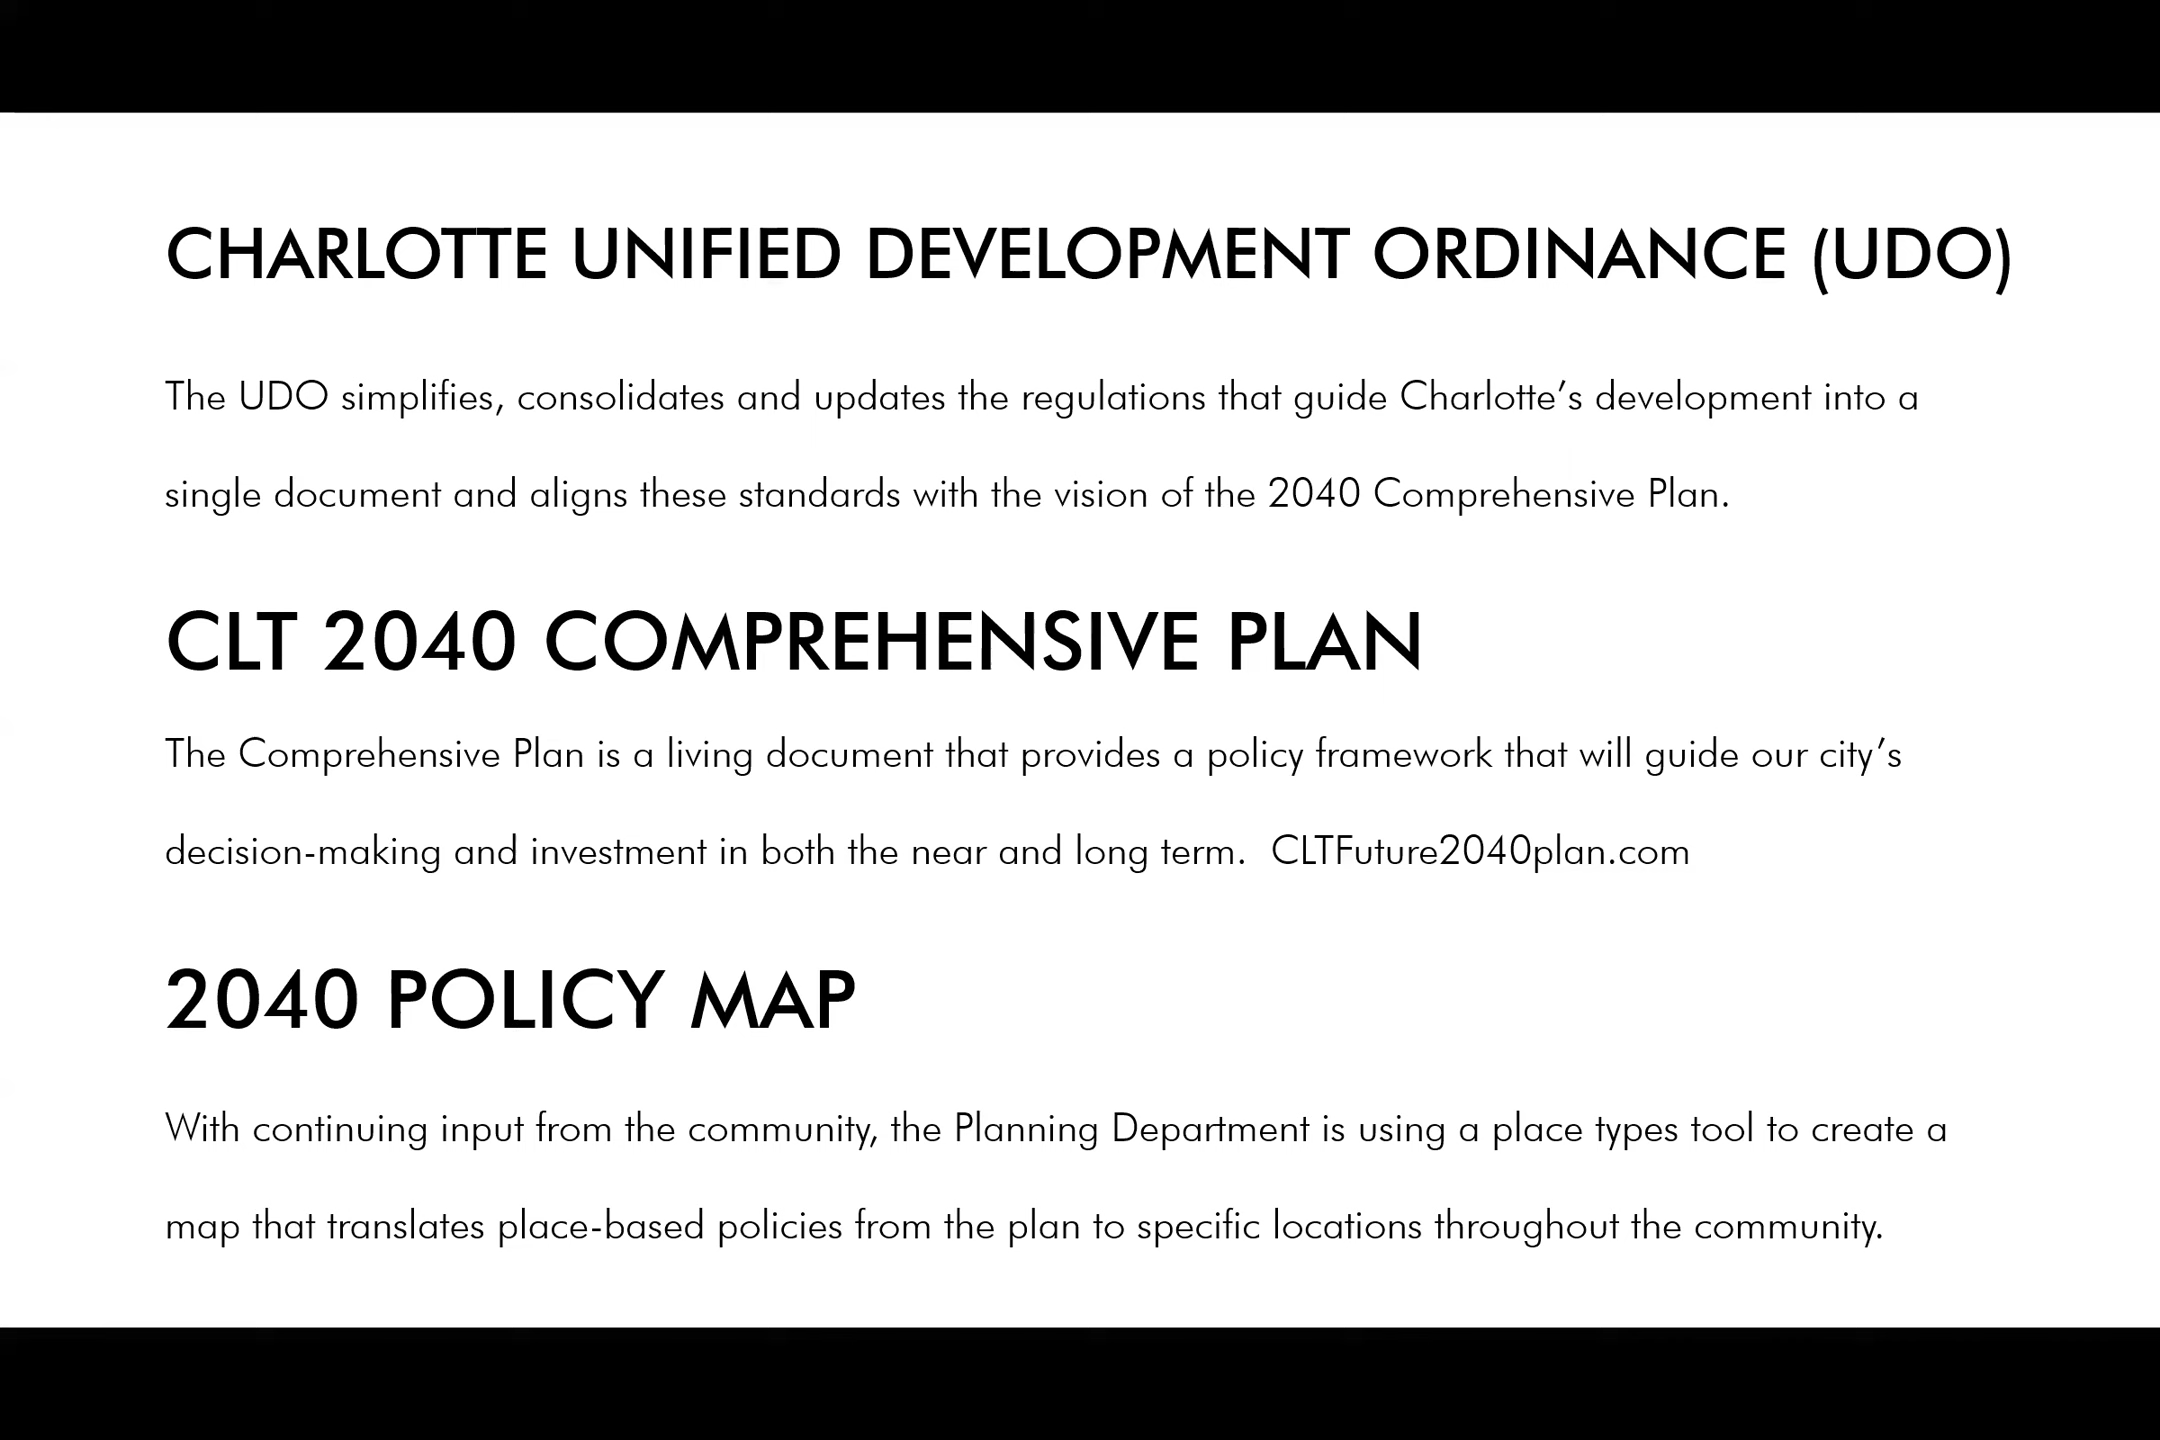 CHARLOTTE UNIFIED DEVELOPMENT ORDINANCE (UDO)
The UDO simplifies, consolidates and updates the regulations that guide Charlotte’s development into a
single document and aligns these standards with the vision of the 2040 Comprehensive Plan.
CLT 2040 COMPREHENSIVE PLAN
The Comprehensive Plan is a living document that provides a policy framework that will guide our city’s
decision-making and investment in both the near and long term.  CLTFuture2040plan.com
2040 POLICY MAP
With continuing input from the community, the Planning Department is using a place types tool to create a
map that translates place-based policies from the plan to specific locations throughout the community.